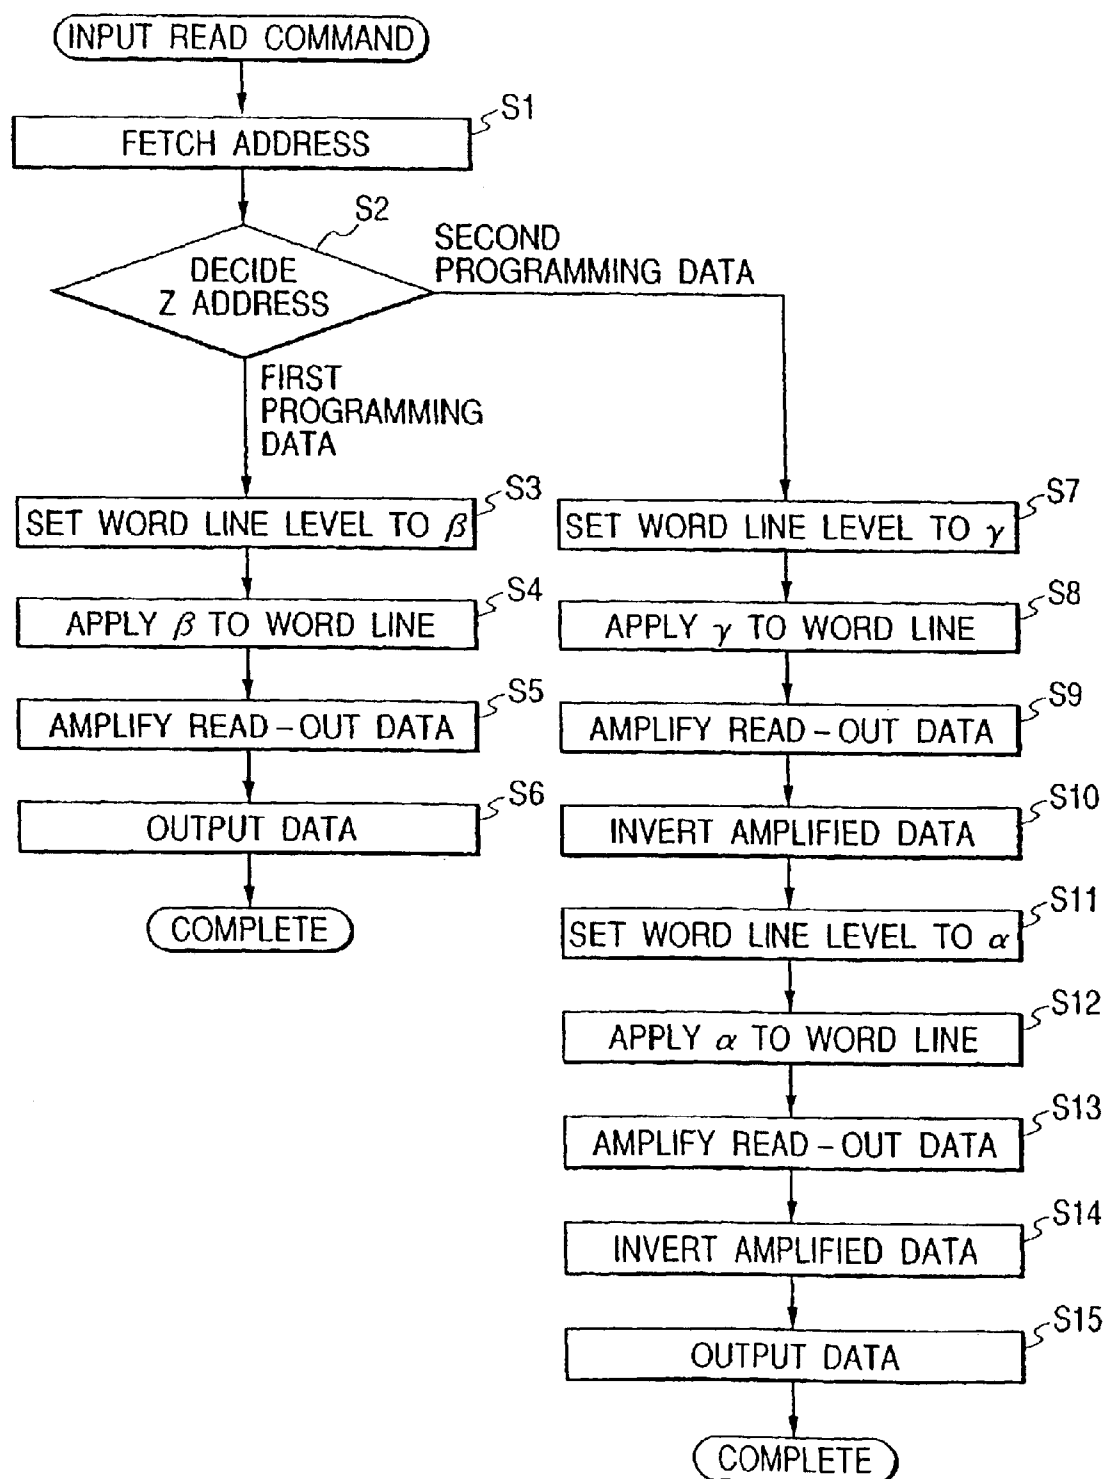 INPUT READ COMMAND
S1
FETCH ADDRESS
S2
DECIDE
Z ADDRESS
SECOND
PROGRAMMING DATA
FIRST
PROGRAMMING
DATA
S3
SET WORD LINE LEVEL TO β
S4
APPLY β TO WORD LINE
S5
AMPLIFY READ-OUT DATA
S6
OUTPUT DATA
COMPLETE
S7
SET WORD LINE LEVEL TO γ
S8
APPLY γ TO WORD LINE
S9
AMPLIFY READ-OUT DATA
S10
INVERT AMPLIFIED DATA
S11
SET WORD LINE LEVEL TO α
S12
APPLY α TO WORD LINE
S13
AMPLIFY READ-OUT DATA
S14
INVERT AMPLIFIED DATA
S15
OUTPUT DATA
COMPLETE